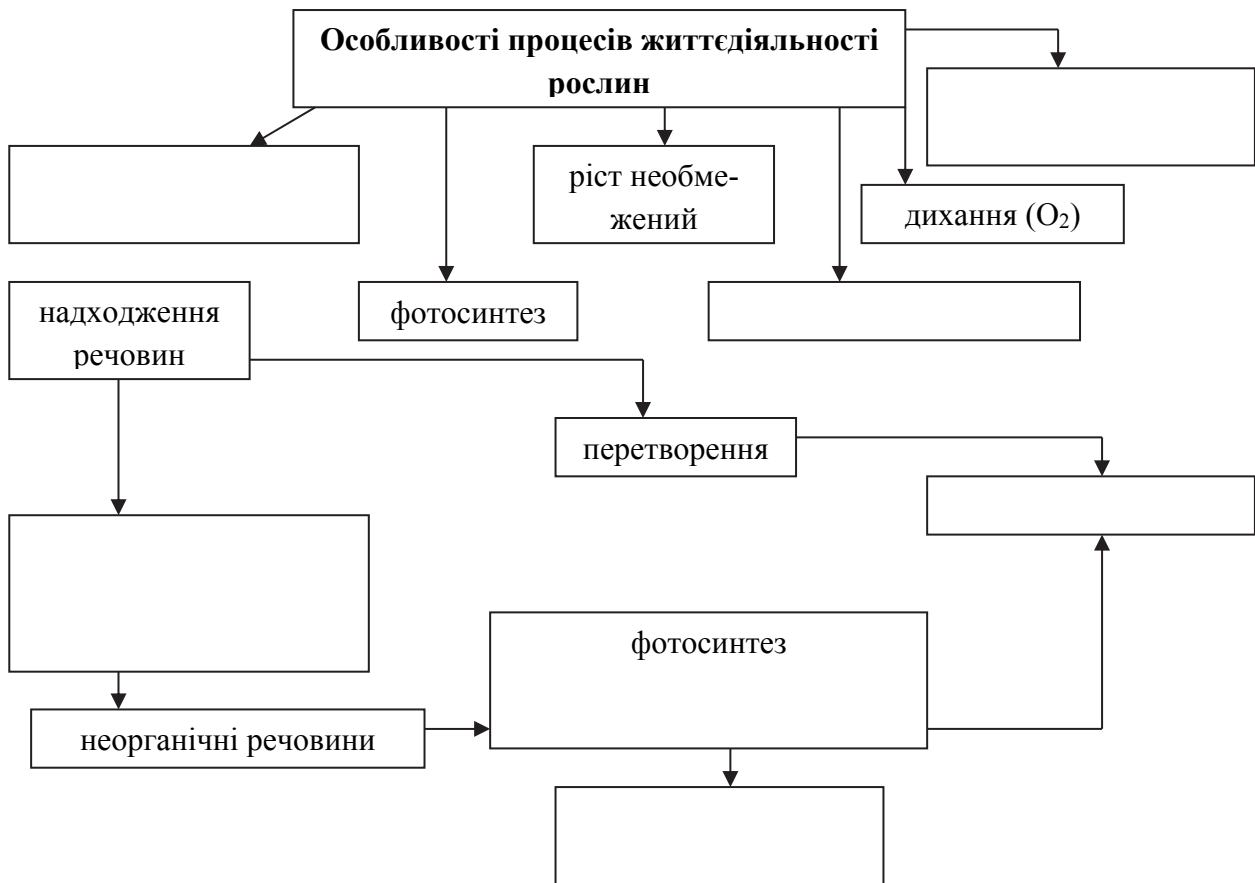 Особливості процесів життєдіяльності
рослин
ріст необме-
жений
дихання (O₂)
надходження
речовин
фотосинтез
перетворення
фотосинтез
неорганічні речовини